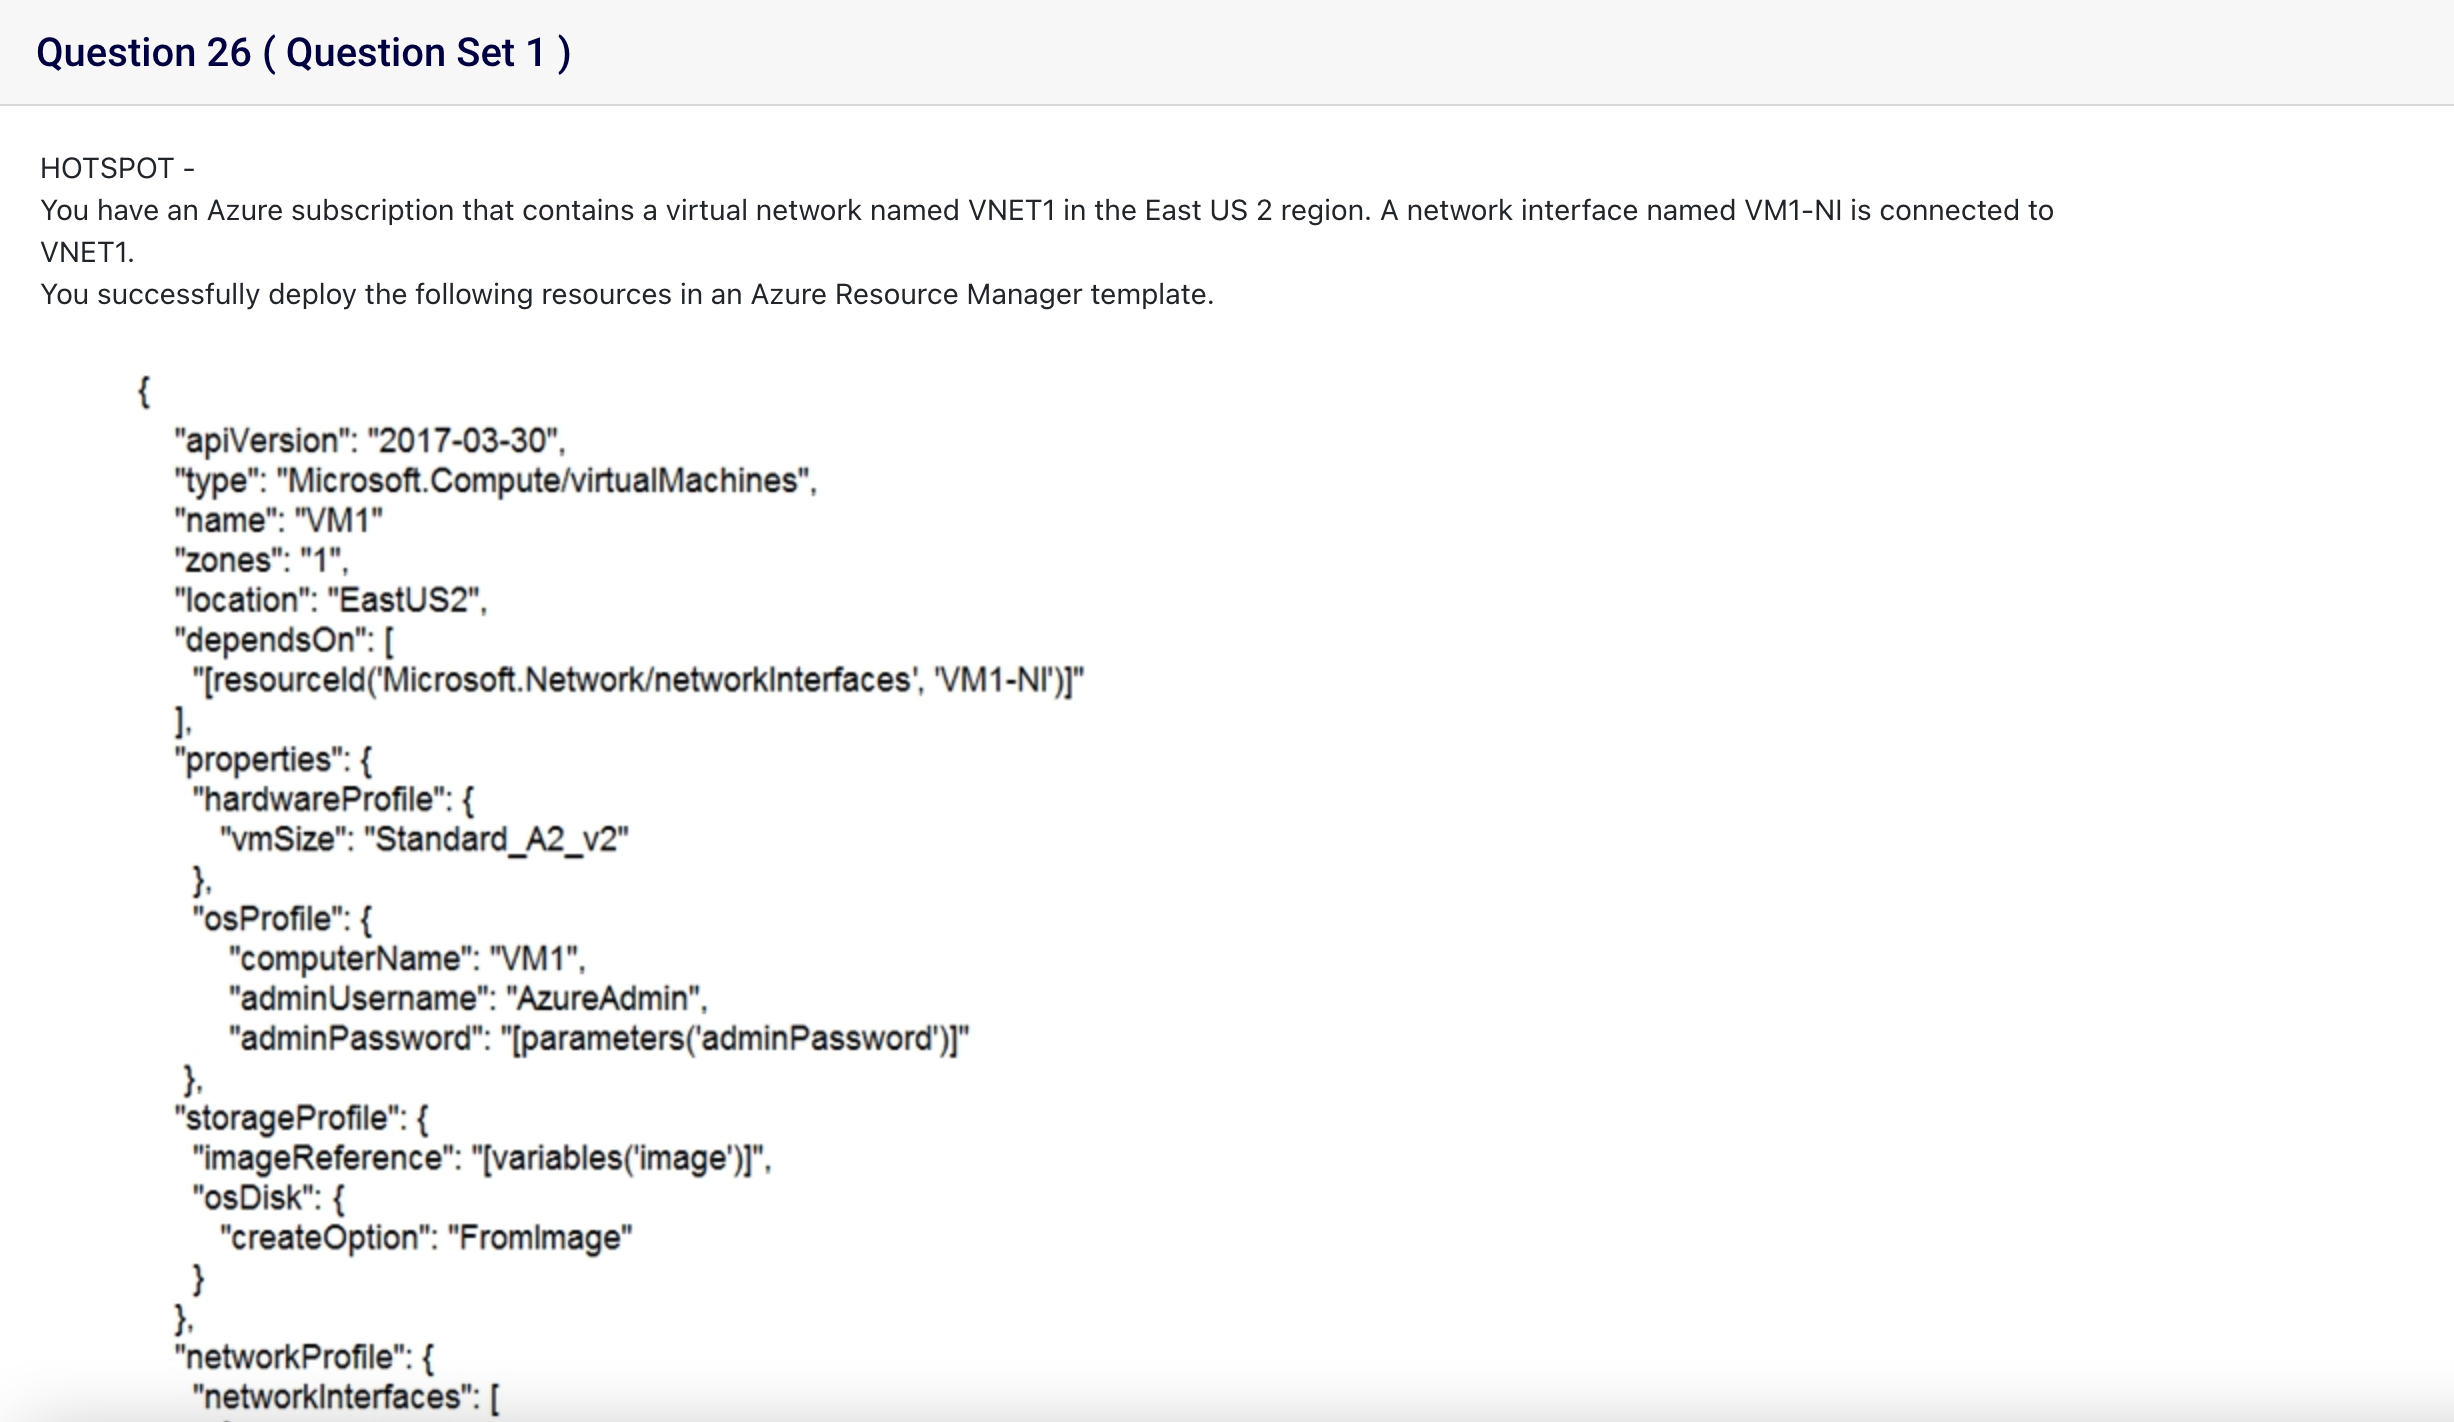 Question 26 ( Question Set 1 )
HOTSPOT -
You have an Azure subscription that contains a virtual network named VNET1 in the East US 2 region. A network interface named VM1-NI is connected to
VNET1.
You successfully deploy the following resources in an Azure Resource Manager template.
{
"apiVersion": "2017-03-30",
"type": "Microsoft.Compute/virtualMachines",
"name": "VM1"
"zones": "1",
"location": "EastUS2",
"dependsOn": [
"[resourceId('Microsoft.Network/networkInterfaces', 'VM1-NI')]"
],
"properties": {
"hardwareProfile": {
"vmSize": "Standard_A2_v2"
},
"osProfile": {
"computerName": "VM1",
"adminUsername": "AzureAdmin",
"adminPassword": "[parameters('adminPassword')]"
},
"storageProfile": {
"imageReference": "[variables('image')]",
"osDisk": {
"createOption": "FromImage"
}
},
"networkProfile": {
"networkInterfaces": [